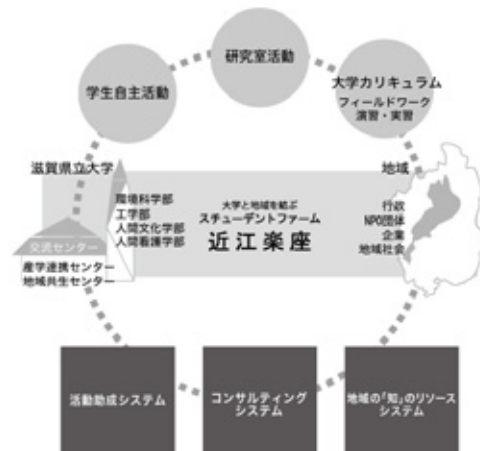 研究室活動
学生自主活動
大学カリキュラム
フィールドワーク
演習・実習
滋賀県立大学
地域
環境科学部
工学部
人間文化学部
人間看護学部
大学と地域を結ぶ
スチューデントファーム
近江楽座
行政
NPO団体
企業
地域社会
交流センター
産学連携センター
地域共生センター
活動助成システム
コンサルティング
システム
地域の「知」のリソース
システム